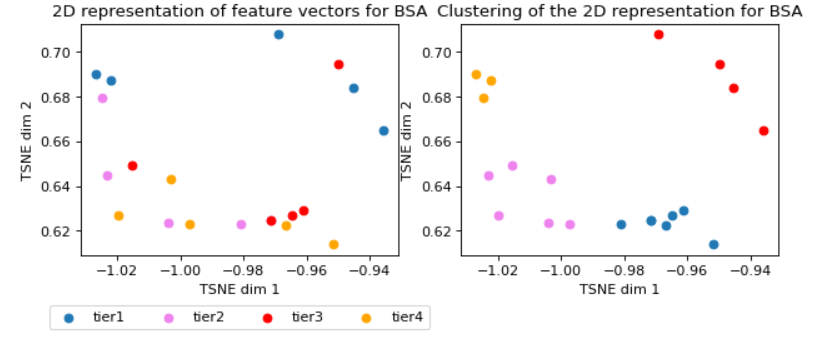 2D representation of feature vectors for BSA
Clustering of the 2D representation for BSA
TSNE dim 2
0.70
0.68
0.66
0.64
0.62
−1.02 −1.00 −0.98 −0.96 −0.94
TSNE dim 1
TSNE dim 2
0.70
0.68
0.66
0.64
0.62
−1.02 −1.00 −0.98 −0.96 −0.94
TSNE dim 1
tier1 tier2 tier3 tier4